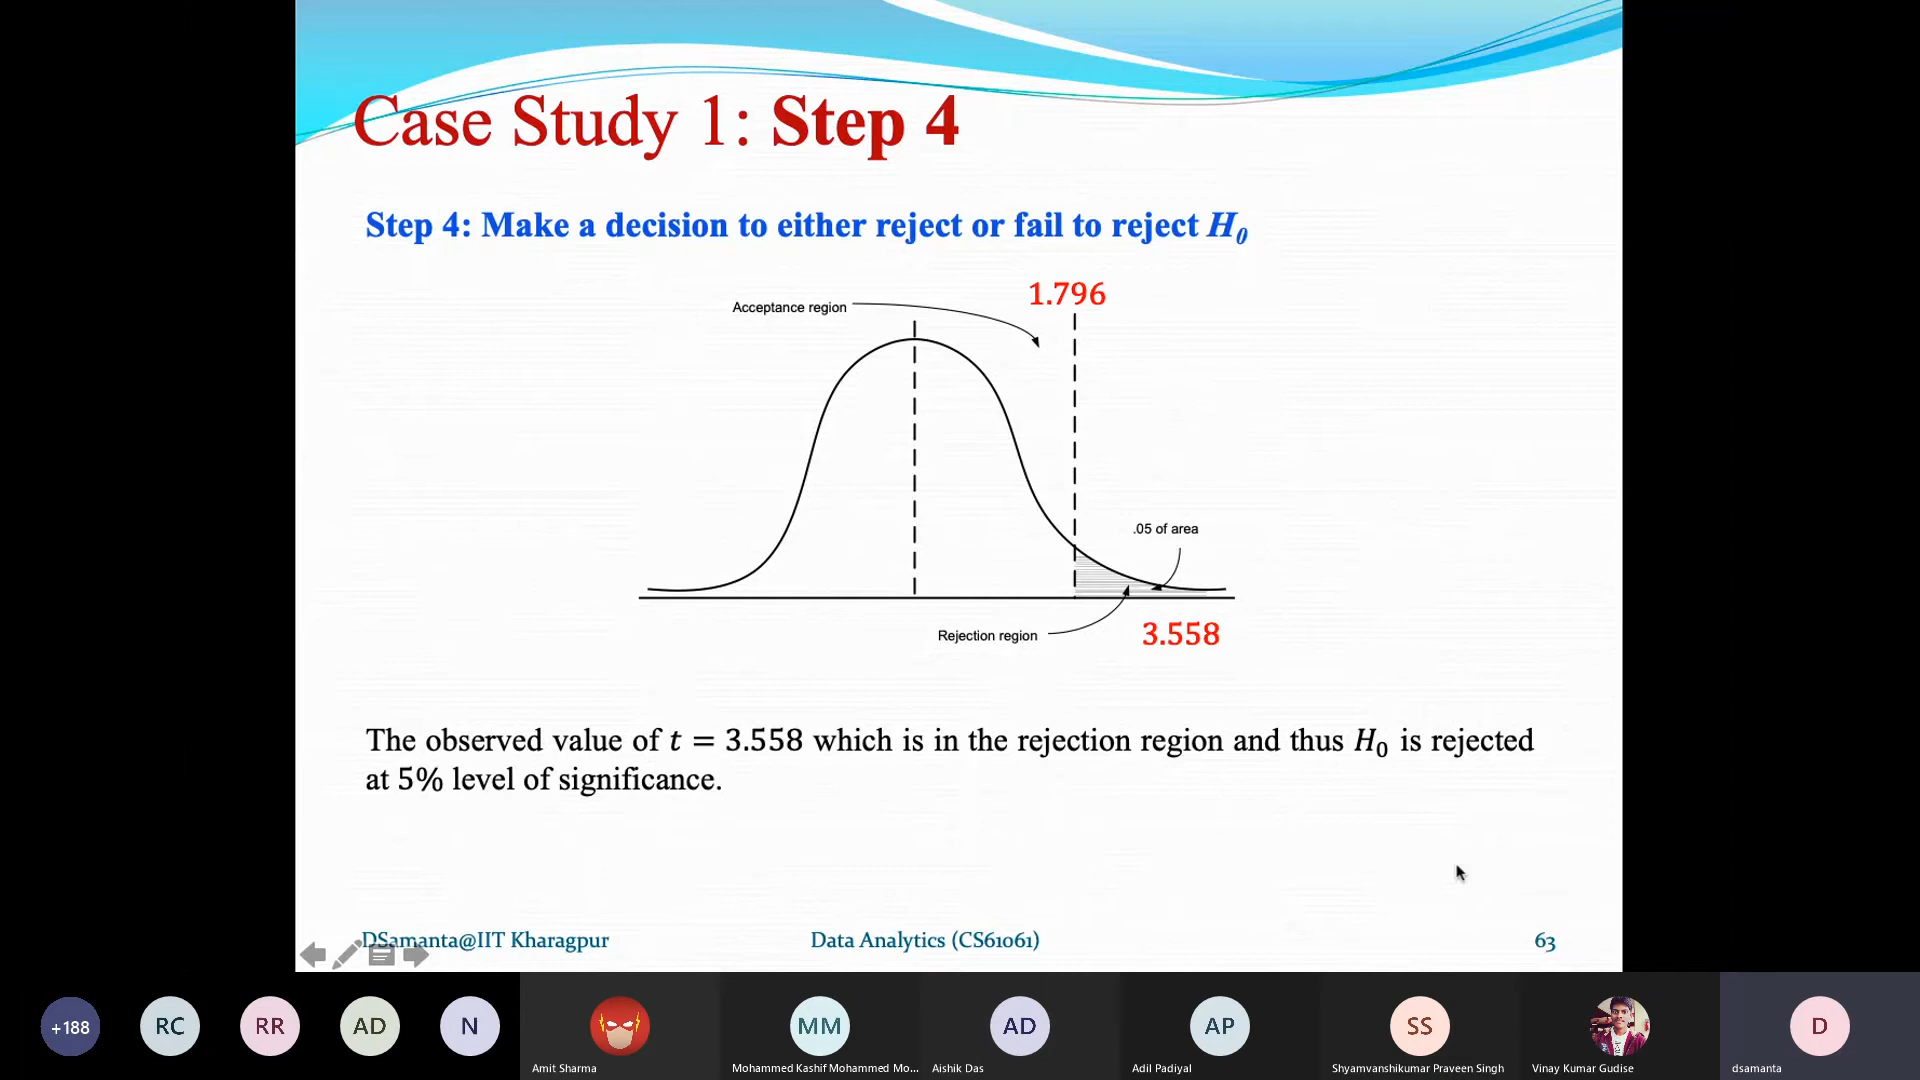 Case Study 1: Step 4
Step 4: Make a decision to either reject or fail to reject H₀
1.796
Acceptance region
.05 of area
Rejection region
3.558
The observed value of t = 3.558 which is in the rejection region and thus H₀ is rejected
at 5% level of significance.
DSamanta@IIT Kharagpur
Data Analytics (CS61061)
63
+188
RC
RR
AD
N
MM
AD
AP
SS
D
Amit Sharma
Mohammed Kashif Mohammed Mo...
Aishik Das
Adil Padiyal
Shyamvanshikumar Praveen Singh
Vinay Kumar Gudise
dsamanta